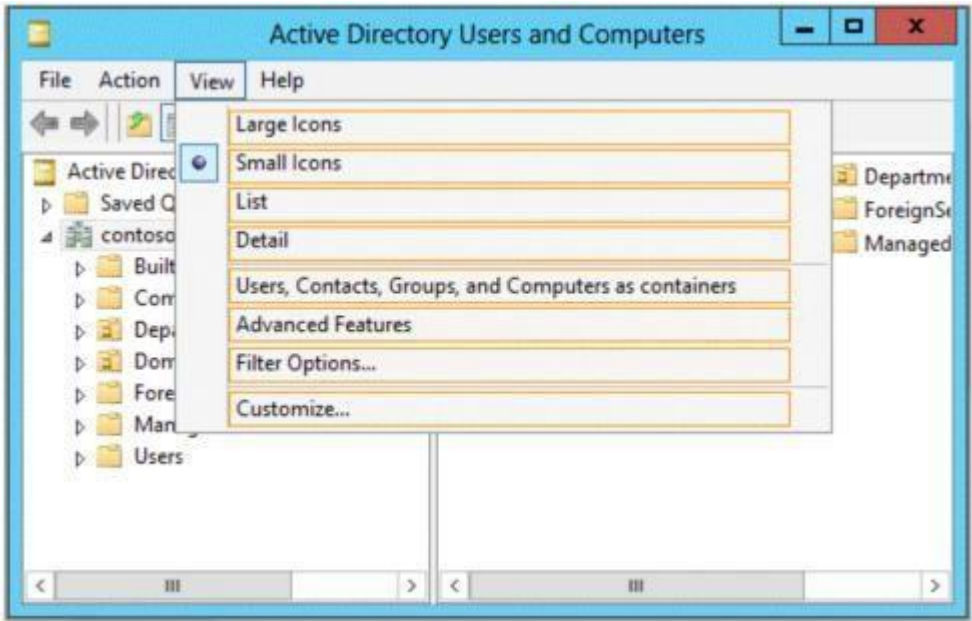 Active Directory Users and Computers
File Action View Help
Large Icons
Small Icons
List
Detail
Users, Contacts, Groups, and Computers as containers
Advanced Features
Filter Options...
Customize...
Active Direc
Saved Q
contoso
Built
Com
Depa
Dom
Fore
Man
Users
Departme
ForeignSe
Managed